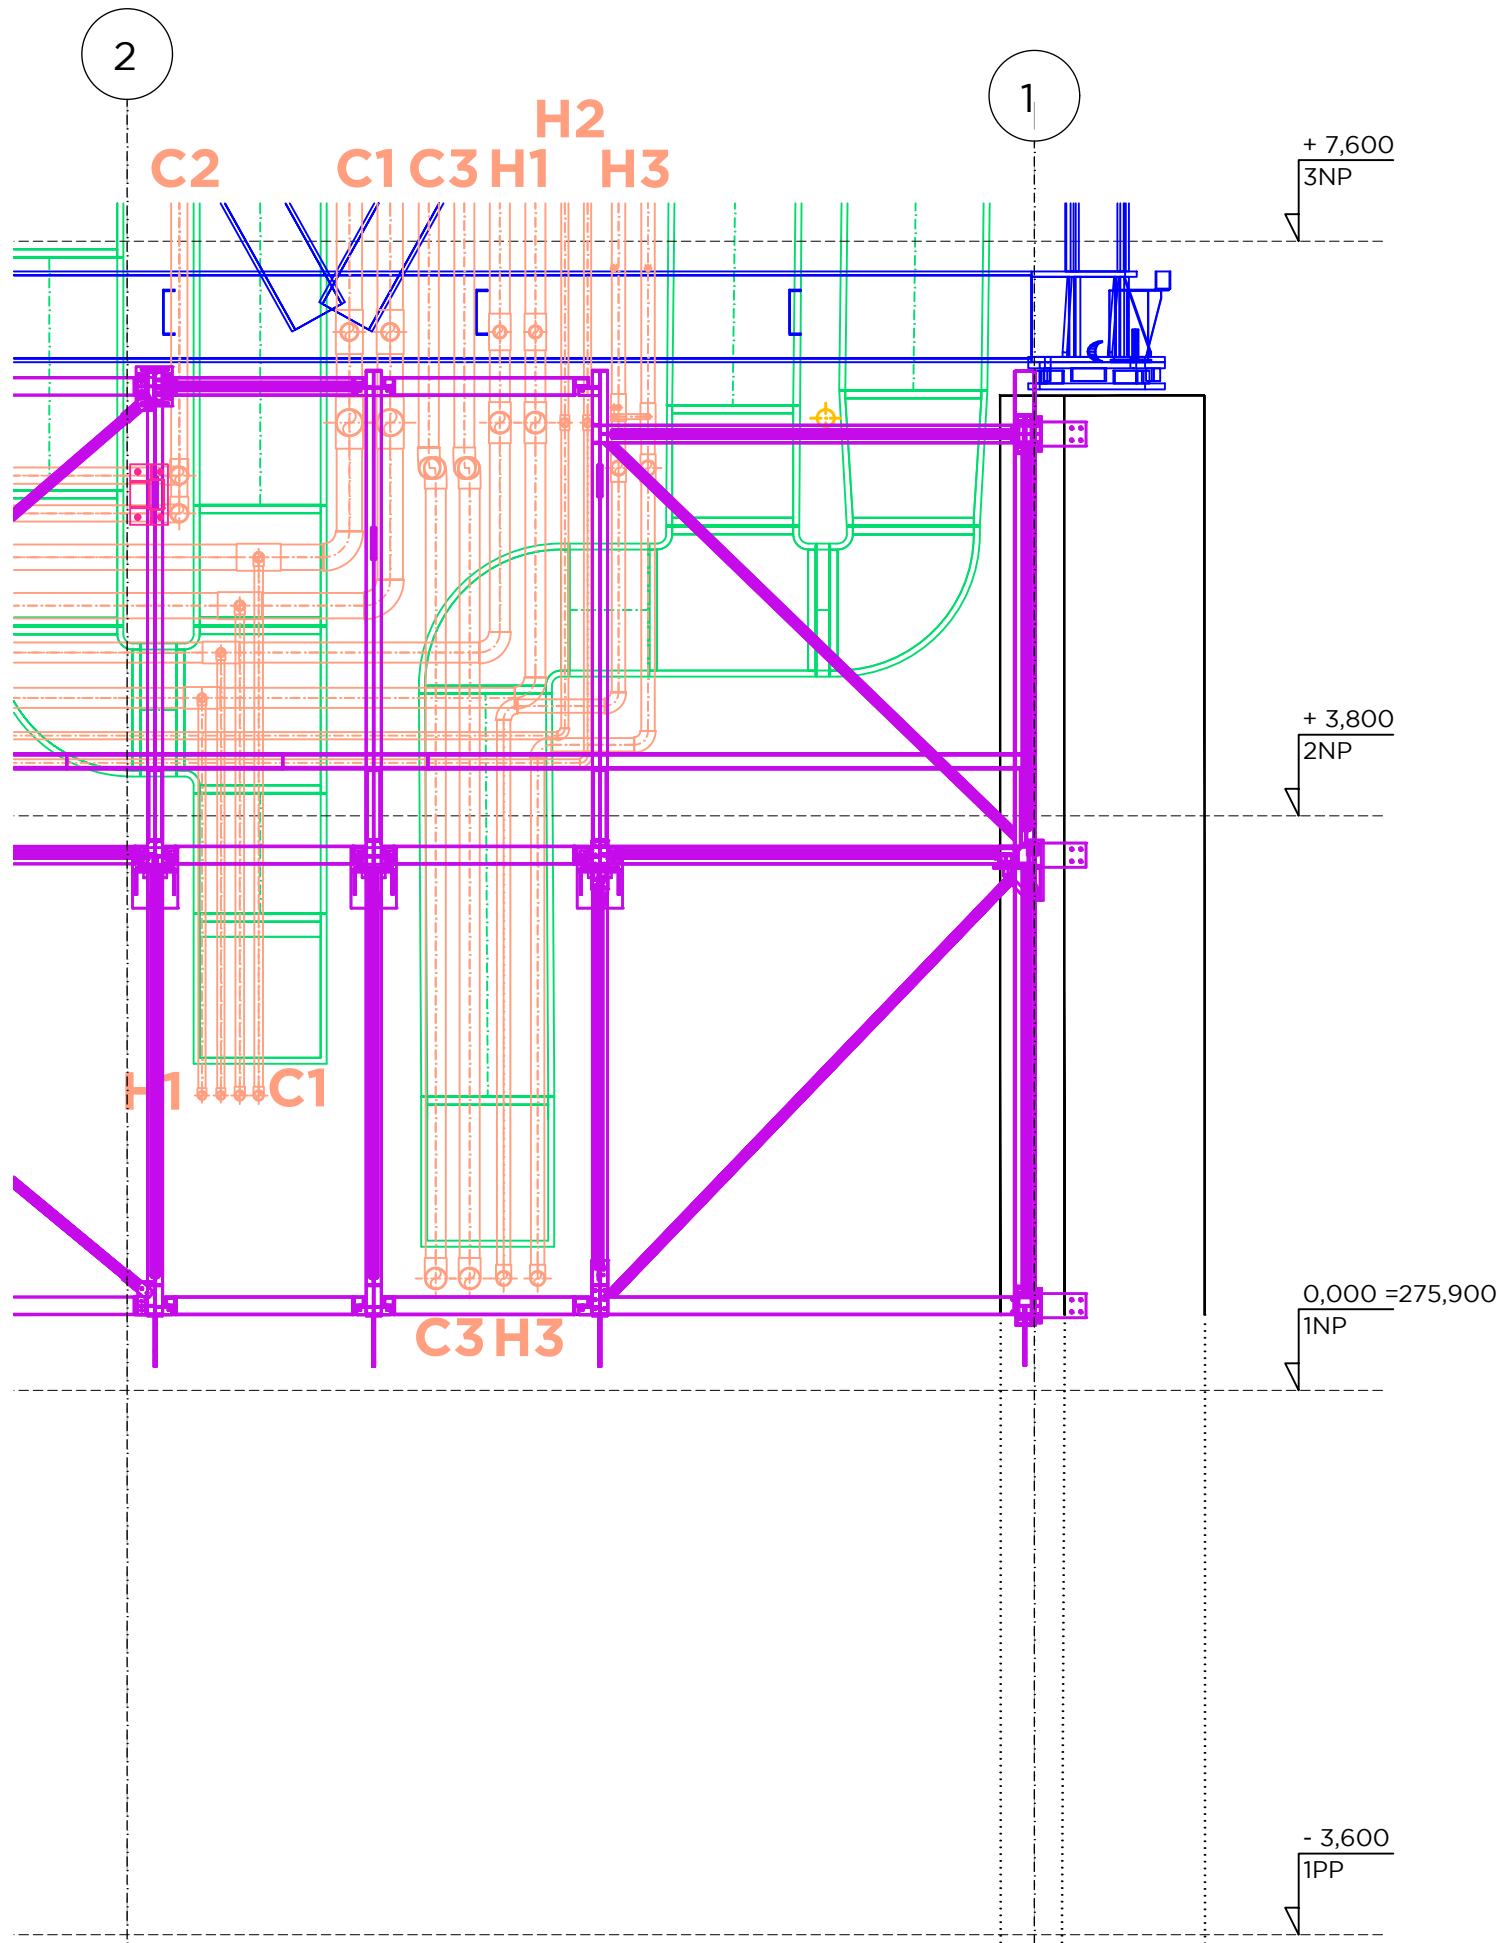 2
1
H2
C2 C1 C3 H1 H3
+ 7,600
3NP
+ 3,800
2NP
H1 C1
0,000 =275,900
1NP
C3 H3
- 3,600
1PP